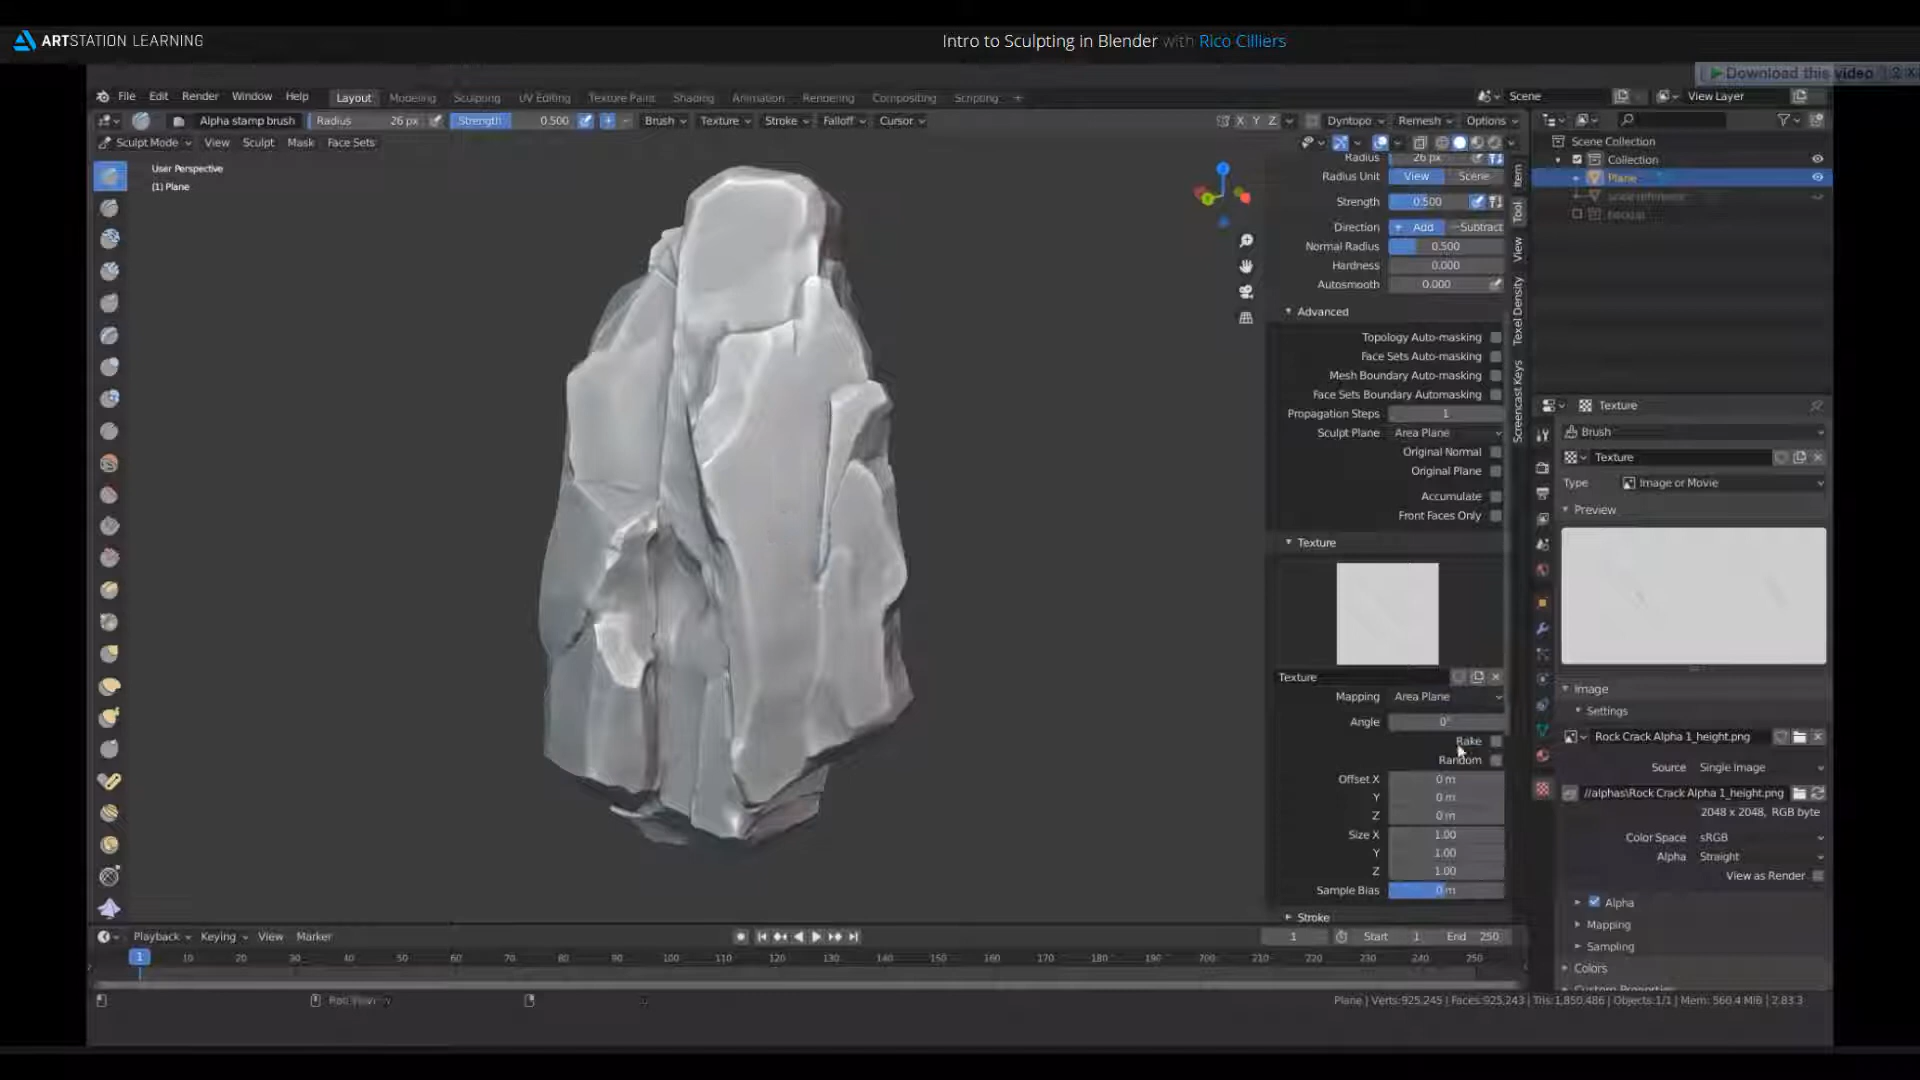 ARTSTATION LEARNING
Intro to Sculpting in Blender with Rico Cilliers
Download this video
File Edit Render Window Help Layout Modeling Sculpting UV Editing Texture Paint Shading Animation Rendering Compositing Scripting +
Scene View Layer
Alpha stamp brush Radius 26 px Strength 0.500 Brush Texture Stroke Falloff Cursor
X Y Z Dyntopo Remesh Options
Sculpt Mode View Sculpt Mask Face Sets
User Perspective
(1) Plane
Radius 26 px
Radius Unit View Scene
Strength 0.500
Direction + Add Subtract
Normal Radius 0.500
Hardness 0.000
Autosmooth 0.000
Advanced
Topology Auto-masking
Face Sets Auto-masking
Mesh Boundary Auto-masking
Face Sets Boundary Automasking
Propagation Steps 1
Sculpt Plane Area Plane
Original Normal
Original Plane
Accumulate
Front Faces Only
Texture
Texture
Mapping Area Plane
Angle 0°
Rake
Random
Offset X 0 m
Y 0 m
Z 0 m
Size X 1.00
Y 1.00
Z 1.00
Sample Bias 0 m
Stroke
Item
Tool
View
Texel Density
Screencast Keys
Scene Collection
Collection
Plane
Texture
Brush
Texture
Type Image or Movie
Preview
Image
Settings
Rock Crack Alpha 1_height.png
Source Single Image
//alphas\Rock Crack Alpha 1_height.png
2048 x 2048, RGB byte
Color Space sRGB
Alpha Straight
View as Render
Alpha
Mapping
Sampling
Colors
Custom Properties
Playback Keying View Marker
1 Start 1 End 250
1 10 20 30 40 50 60 70 80 90 100 110 120 130 140 150 160 170 180 190 200 210 220 230 240 250
Plane | Verts:925,245 | Faces:925,243 | Tris:1,850,486 | Objects:1/1 | Mem: 560.4 MiB | 2.83.3